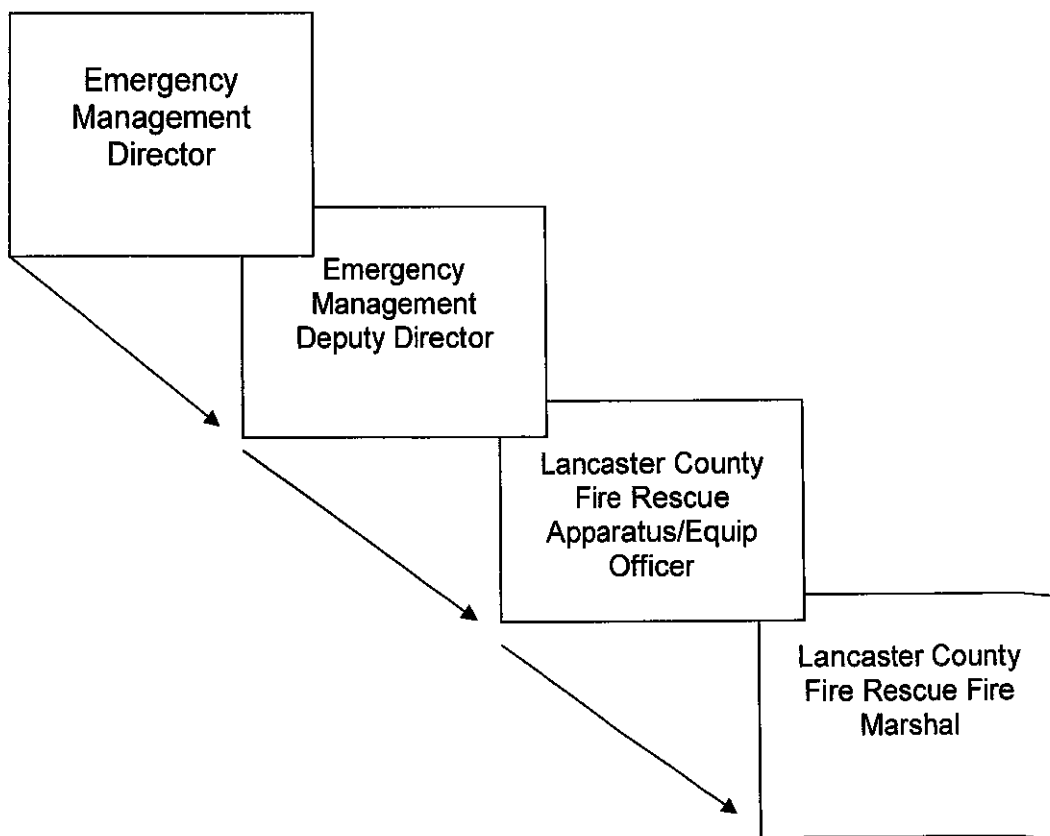 Emergency
Management
Director
Emergency
Management
Deputy Director
Lancaster County
Fire Rescue
Apparatus/Equip
Officer
Lancaster County
Fire Rescue Fire
Marshal